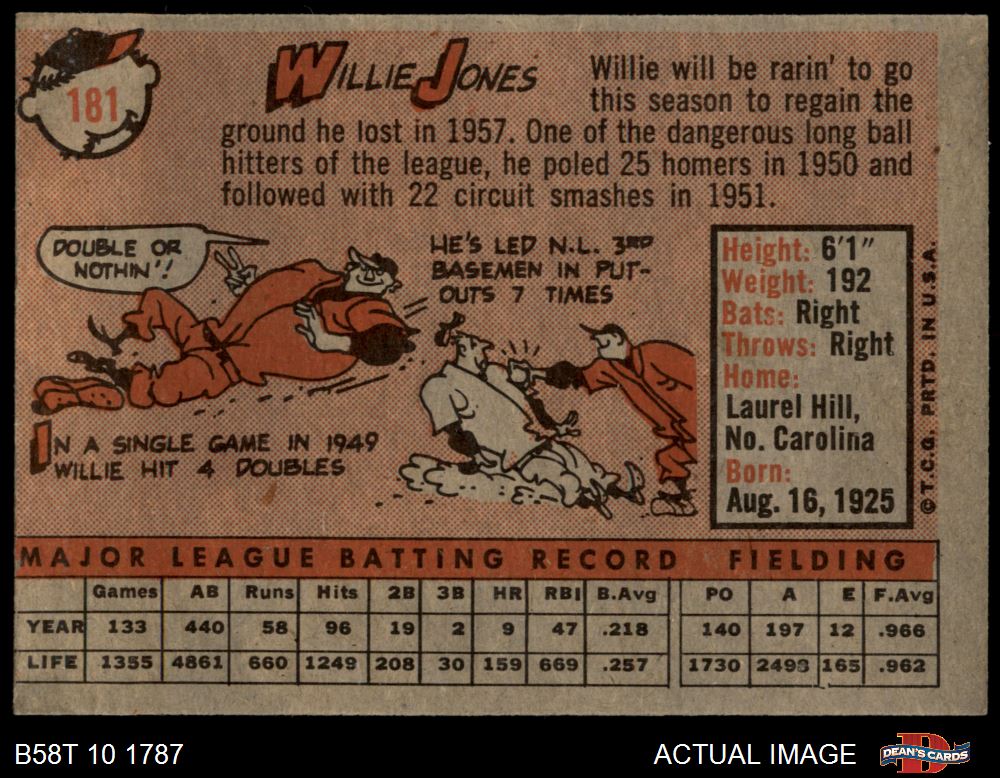 181
WILLIE JONES
Willie will be rarin' to go
this season to regain the
ground he lost in 1957. One of the dangerous long ball
hitters of the league, he poled 25 homers in 1950 and
followed with 22 circuit smashes in 1951.
DOUBLE OR
NOTHIN'!
IN A SINGLE GAME IN 1949
WILLIE HIT 4 DOUBLES
HE'S LED N.L. 3RD
BASEMEN IN PUT-
OUTS 7 TIMES
Height: 6'1"
Weight: 192
Bats: Right
Throws: Right
Home:
Laurel Hill,
No. Carolina
Born:
Aug. 16, 1925
© T.C.G. PRTD. IN U.S.A.
MAJOR LEAGUE BATTING RECORD FIELDING
Games AB Runs Hits 2B 3B HR RBI B.Avg PO A E F.Avg
YEAR 133 440 58 96 19 2 9 47 .218 140 197 12 .966
LIFE 1355 4861 660 1249 208 30 159 669 .257 1730 2493 165 .962
B58T 10 1787
ACTUAL IMAGE
D
DEAN'S CARDS